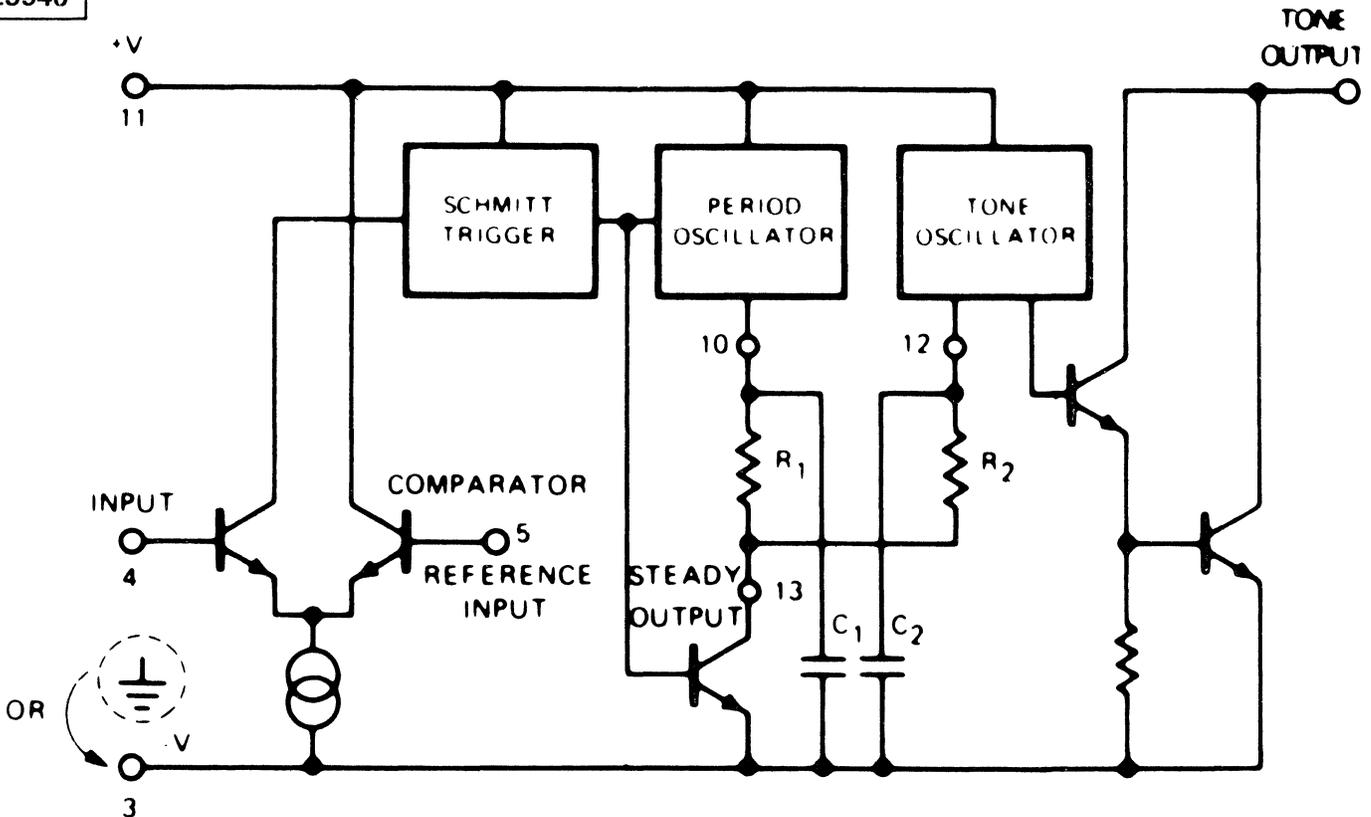 TONE
OUTPUT
+V
11
SCHMITT
TRIGGER
PERIOD
OSCILLATOR
TONE
OSCILLATOR
10
12
R1
R2
INPUT
4
COMPARATOR
5
REFERENCE
INPUT
STEADY
OUTPUT
13
C1
C2
OR
-V
3